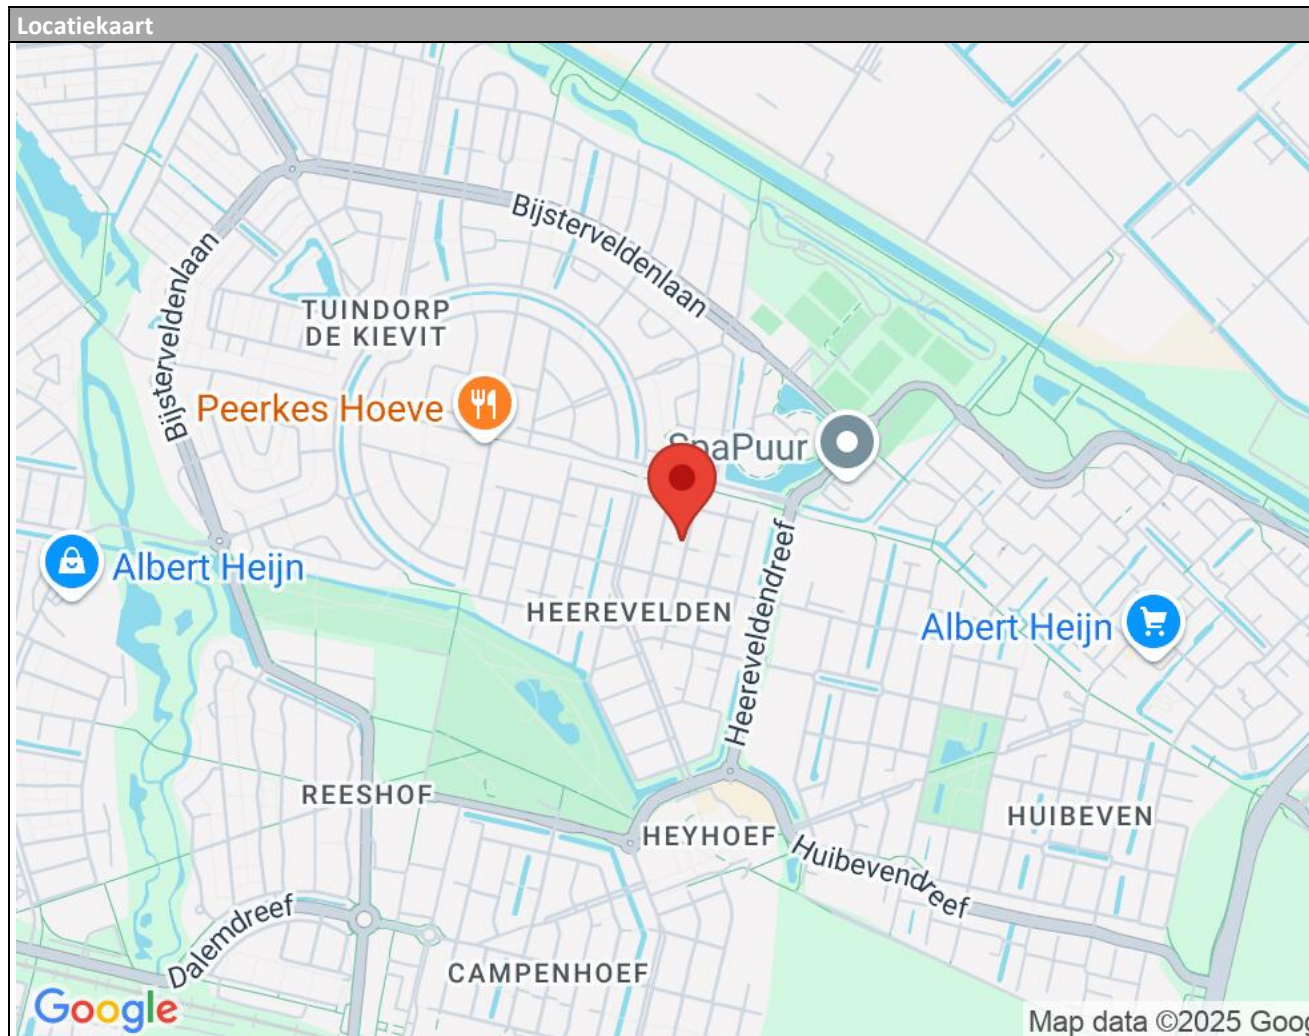 Locatiekaart
Bijsterveldenlaan
Bijsterveldenlaan
TUINDORP
DE KIEVIT
Peerkes Hoeve
SpaPuur
Albert Heijn
HEEREVELDEN
Heereveldendreef
Albert Heijn
REESHOF
HEYHOEF
HUIBEVEN
Huibevendreef
Dalemdreef
CAMPENHOEF
Google
Map data ©2025 Goog